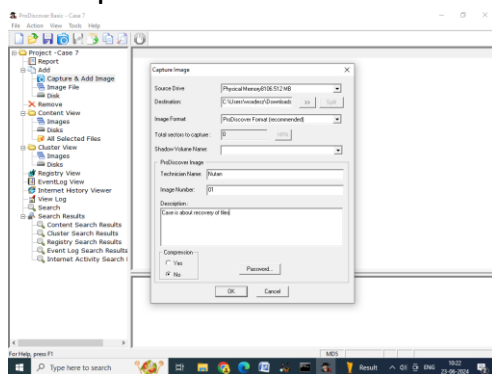 ProDiscover Basic - Case 7
File Action View Tools Help
Project - Case 7
Report
Add
Capture & Add Image
Image File
Disk
Remove
Content View
Images
Disks
All Selected Files
Cluster View
Images
Disks
Registry View
EventLog View
Internet History Viewer
View Log
Search
Search Results
Content Search Results
Cluster Search Results
Registry Search Results
Event Log Search Results
Internet Activity Search
Capture Image
Source Drive
Physical Memory8106.512 MB
Destination:
C:\Users\vcadecz\Downloads
>>
Split
Image Format
ProDiscover Format (recommended)
Total sectors to capture :
0
HPA
Shadow Volume Name:
ProDiscover Image
Technician Name:
Nutan
Image Number:
01
Description :
Case is about recovery of files
Compression
Yes
No
Password...
OK
Cancel
For Help, press F1
MD5
Type here to search
Result
ENG
10:22
23-06-2024